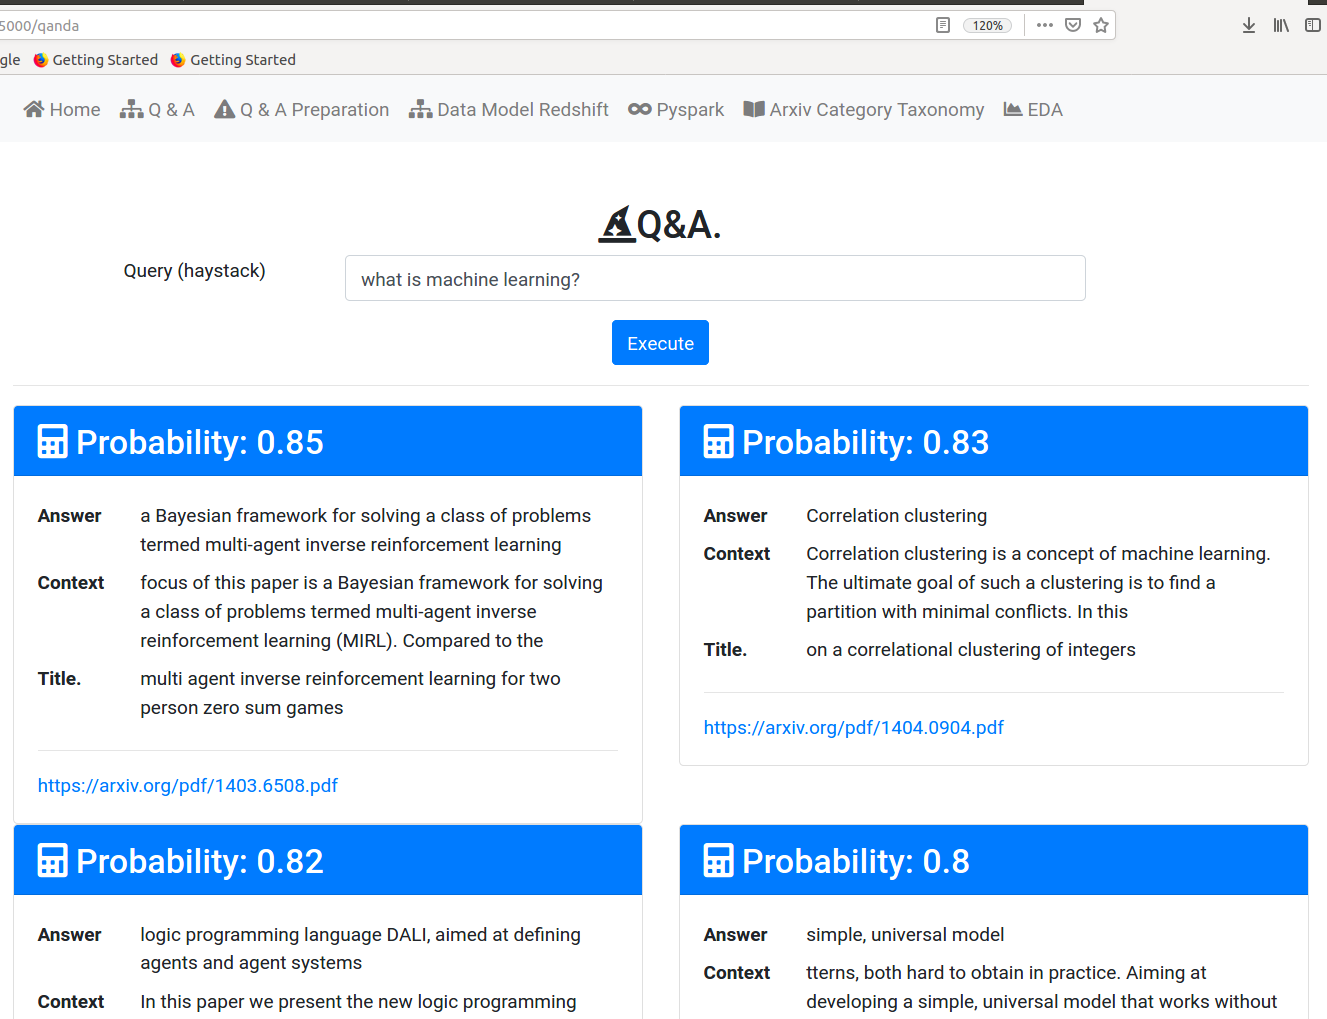 5000/qanda
120%
gle Getting Started Getting Started
Home Q & A Q & A Preparation Data Model Redshift Pyspark Arxiv Category Taxonomy EDA
Q&A.
Query (haystack)
what is machine learning?
Execute
Probability: 0.85
Answer a Bayesian framework for solving a class of problems
termed multi-agent inverse reinforcement learning
Context focus of this paper is a Bayesian framework for solving
a class of problems termed multi-agent inverse
reinforcement learning (MIRL). Compared to the
Title. multi agent inverse reinforcement learning for two
person zero sum games
https://arxiv.org/pdf/1403.6508.pdf
Probability: 0.83
Answer Correlation clustering
Context Correlation clustering is a concept of machine learning.
The ultimate goal of such a clustering is to find a
partition with minimal conflicts. In this
Title. on a correlational clustering of integers
https://arxiv.org/pdf/1404.0904.pdf
Probability: 0.82
Answer logic programming language DALI, aimed at defining
agents and agent systems
Context In this paper we present the new logic programming
Probability: 0.8
Answer simple, universal model
Context tterns, both hard to obtain in practice. Aiming at
developing a simple, universal model that works without